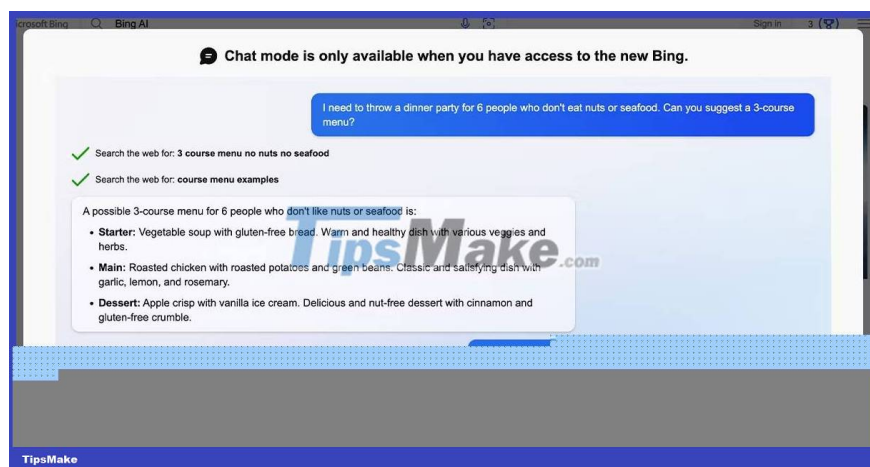 icrosoft Bing Bing AI Sign in 3
Chat mode is only available when you have access to the new Bing.
I need to throw a dinner party for 6 people who don't eat nuts or seafood. Can you suggest a 3-course
menu?
Search the web for: 3 course menu no nuts no seafood
Search the web for: course menu examples
A possible 3-course menu for 6 people who don't like nuts or seafood is:
• Starter: Vegetable soup with gluten-free bread. Warm and healthy dish with various veggies and
herbs.
• Main: Roasted chicken with roasted potatoes and green beans. Classic and satisfying dish with
garlic, lemon, and rosemary.
• Dessert: Apple crisp with vanilla ice cream. Delicious and nut-free dessert with cinnamon and
gluten-free crumble.
TipsMake.com
TipsMake